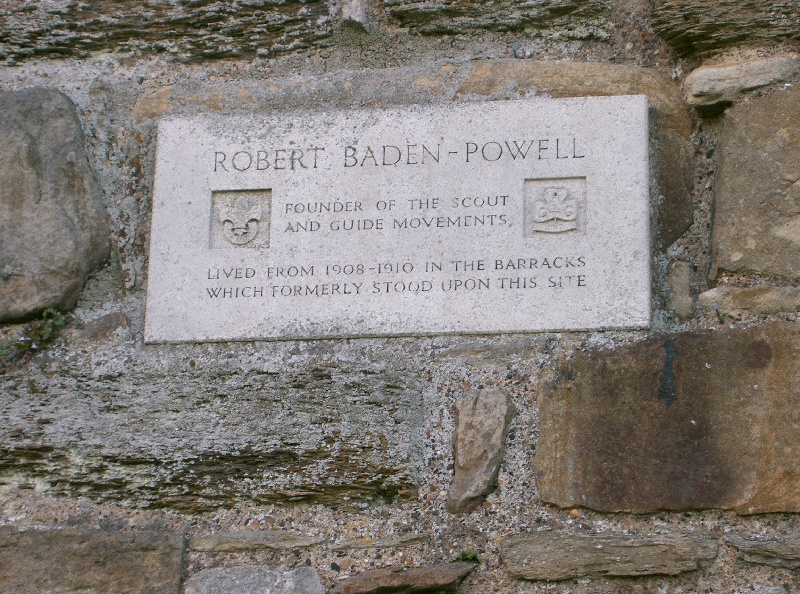 ROBERT BADEN-POWELL
FOUNDER OF THE SCOUT
AND GUIDE MOVEMENTS,
LIVED FROM 1908-1910 IN THE BARRACKS
WHICH FORMERLY STOOD UPON THIS SITE